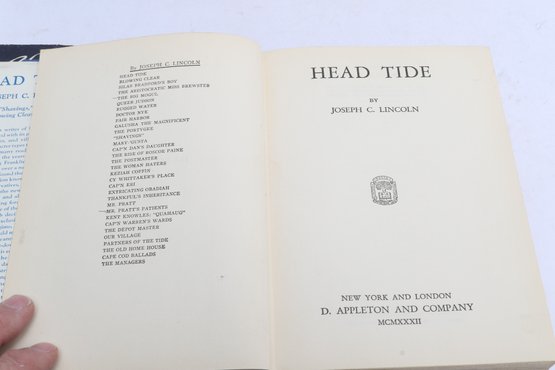 By JOSEPH C. LINCOLN
HEAD TIDE
BLOWING CLEAR
SILAS BRADFORD'S BOY
THE ARISTOCRATIC MISS BREWSTER
THE BIG MOGUL
QUEER JUDSON
RUGGED WATER
DOCTOR NYE
FAIR HARBOR
GALUSHA THE MAGNIFICENT
THE PORTYGEE
"SHAVINGS"
MARY 'GUSTA
CAP'N DAN'S DAUGHTER
THE RISE OF ROSCOE PAINE
THE POSTMASTER
THE WOMAN HATERS
KEZIAH COFFIN
CY WHITTAKER'S PLACE
CAP'N ERI
EXTRICATING OBADIAH
THANKFUL'S INHERITANCE
MR. PRATT
MR. PRATT'S PATIENTS
KENT KNOWLES: "QUAHAUG"
CAP'N WARREN'S WARDS
THE DEPOT MASTER
OUR VILLAGE
PARTNERS OF THE TIDE
THE OLD HOME HOUSE
CAPE COD BALLADS
THE MANAGERS
HEAD TIDE
BY
JOSEPH C. LINCOLN
NEW YORK AND LONDON
D. APPLETON AND COMPANY
MCMXXXII